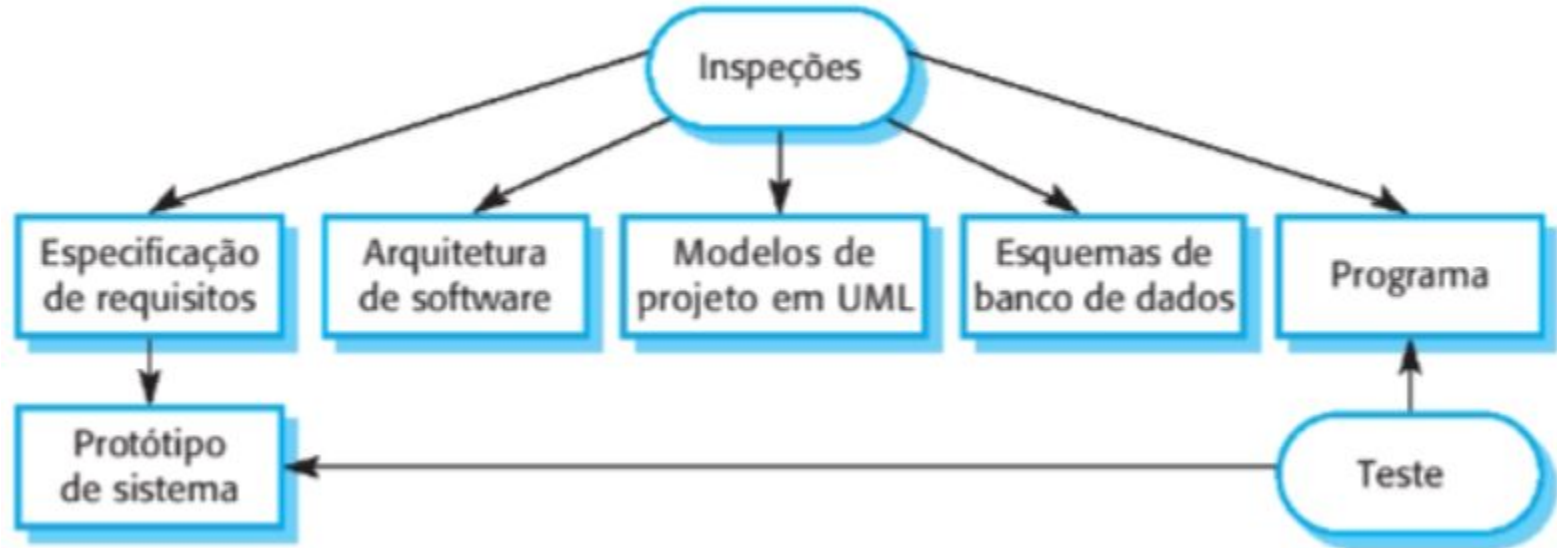 Inspeções
Especificação
de requisitos
Arquitetura
de software
Modelos de
projeto em UML
Esquemas de
banco de dados
Programa
Protótipo
de sistema
Teste